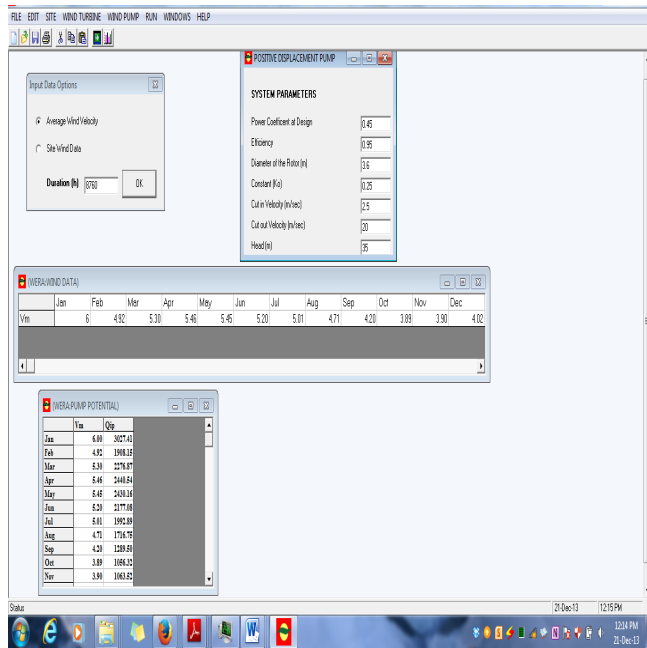 FILE EDIT SITE WIND TURBINE WIND PUMP RUN WINDOWS HELP
Input Data Options
Average Wind Velocity
Site Wind Data
Duration (h) 8760 OK
POSITIVE DISPLACEMENT PUMP
SYSTEM PARAMETERS
Power Coefficent at Design 0.45
Efficiency 0.95
Diameter of the Rotor (m) 3.6
Constant (Ko) 0.25
Cut in Velocity (m/sec) 2.5
Cut out Velocity (m/sec) 20
Head (m) 35
(WERA:WIND DATA)
Jan Feb Mar Apr May Jun Jul Aug Sep Oct Nov Dec
Vm 6 4.92 5.30 5.46 5.45 5.20 5.01 4.71 4.20 3.89 3.90 4.02
(WERA:PUMP POTENTIAL)
Vm Qip
Jan 6.00 3027.41
Feb 4.92 1908.15
Mar 5.30 2276.87
Apr 5.46 2440.54
May 5.45 2430.16
Jun 5.20 2177.08
Jul 5.01 1992.89
Aug 4.71 1716.75
Sep 4.20 1289.50
Oct 3.89 1056.32
Nov 3.90 1063.52
Status 21-Dec-13 12:15 PM
12:14 PM
21-Dec-13